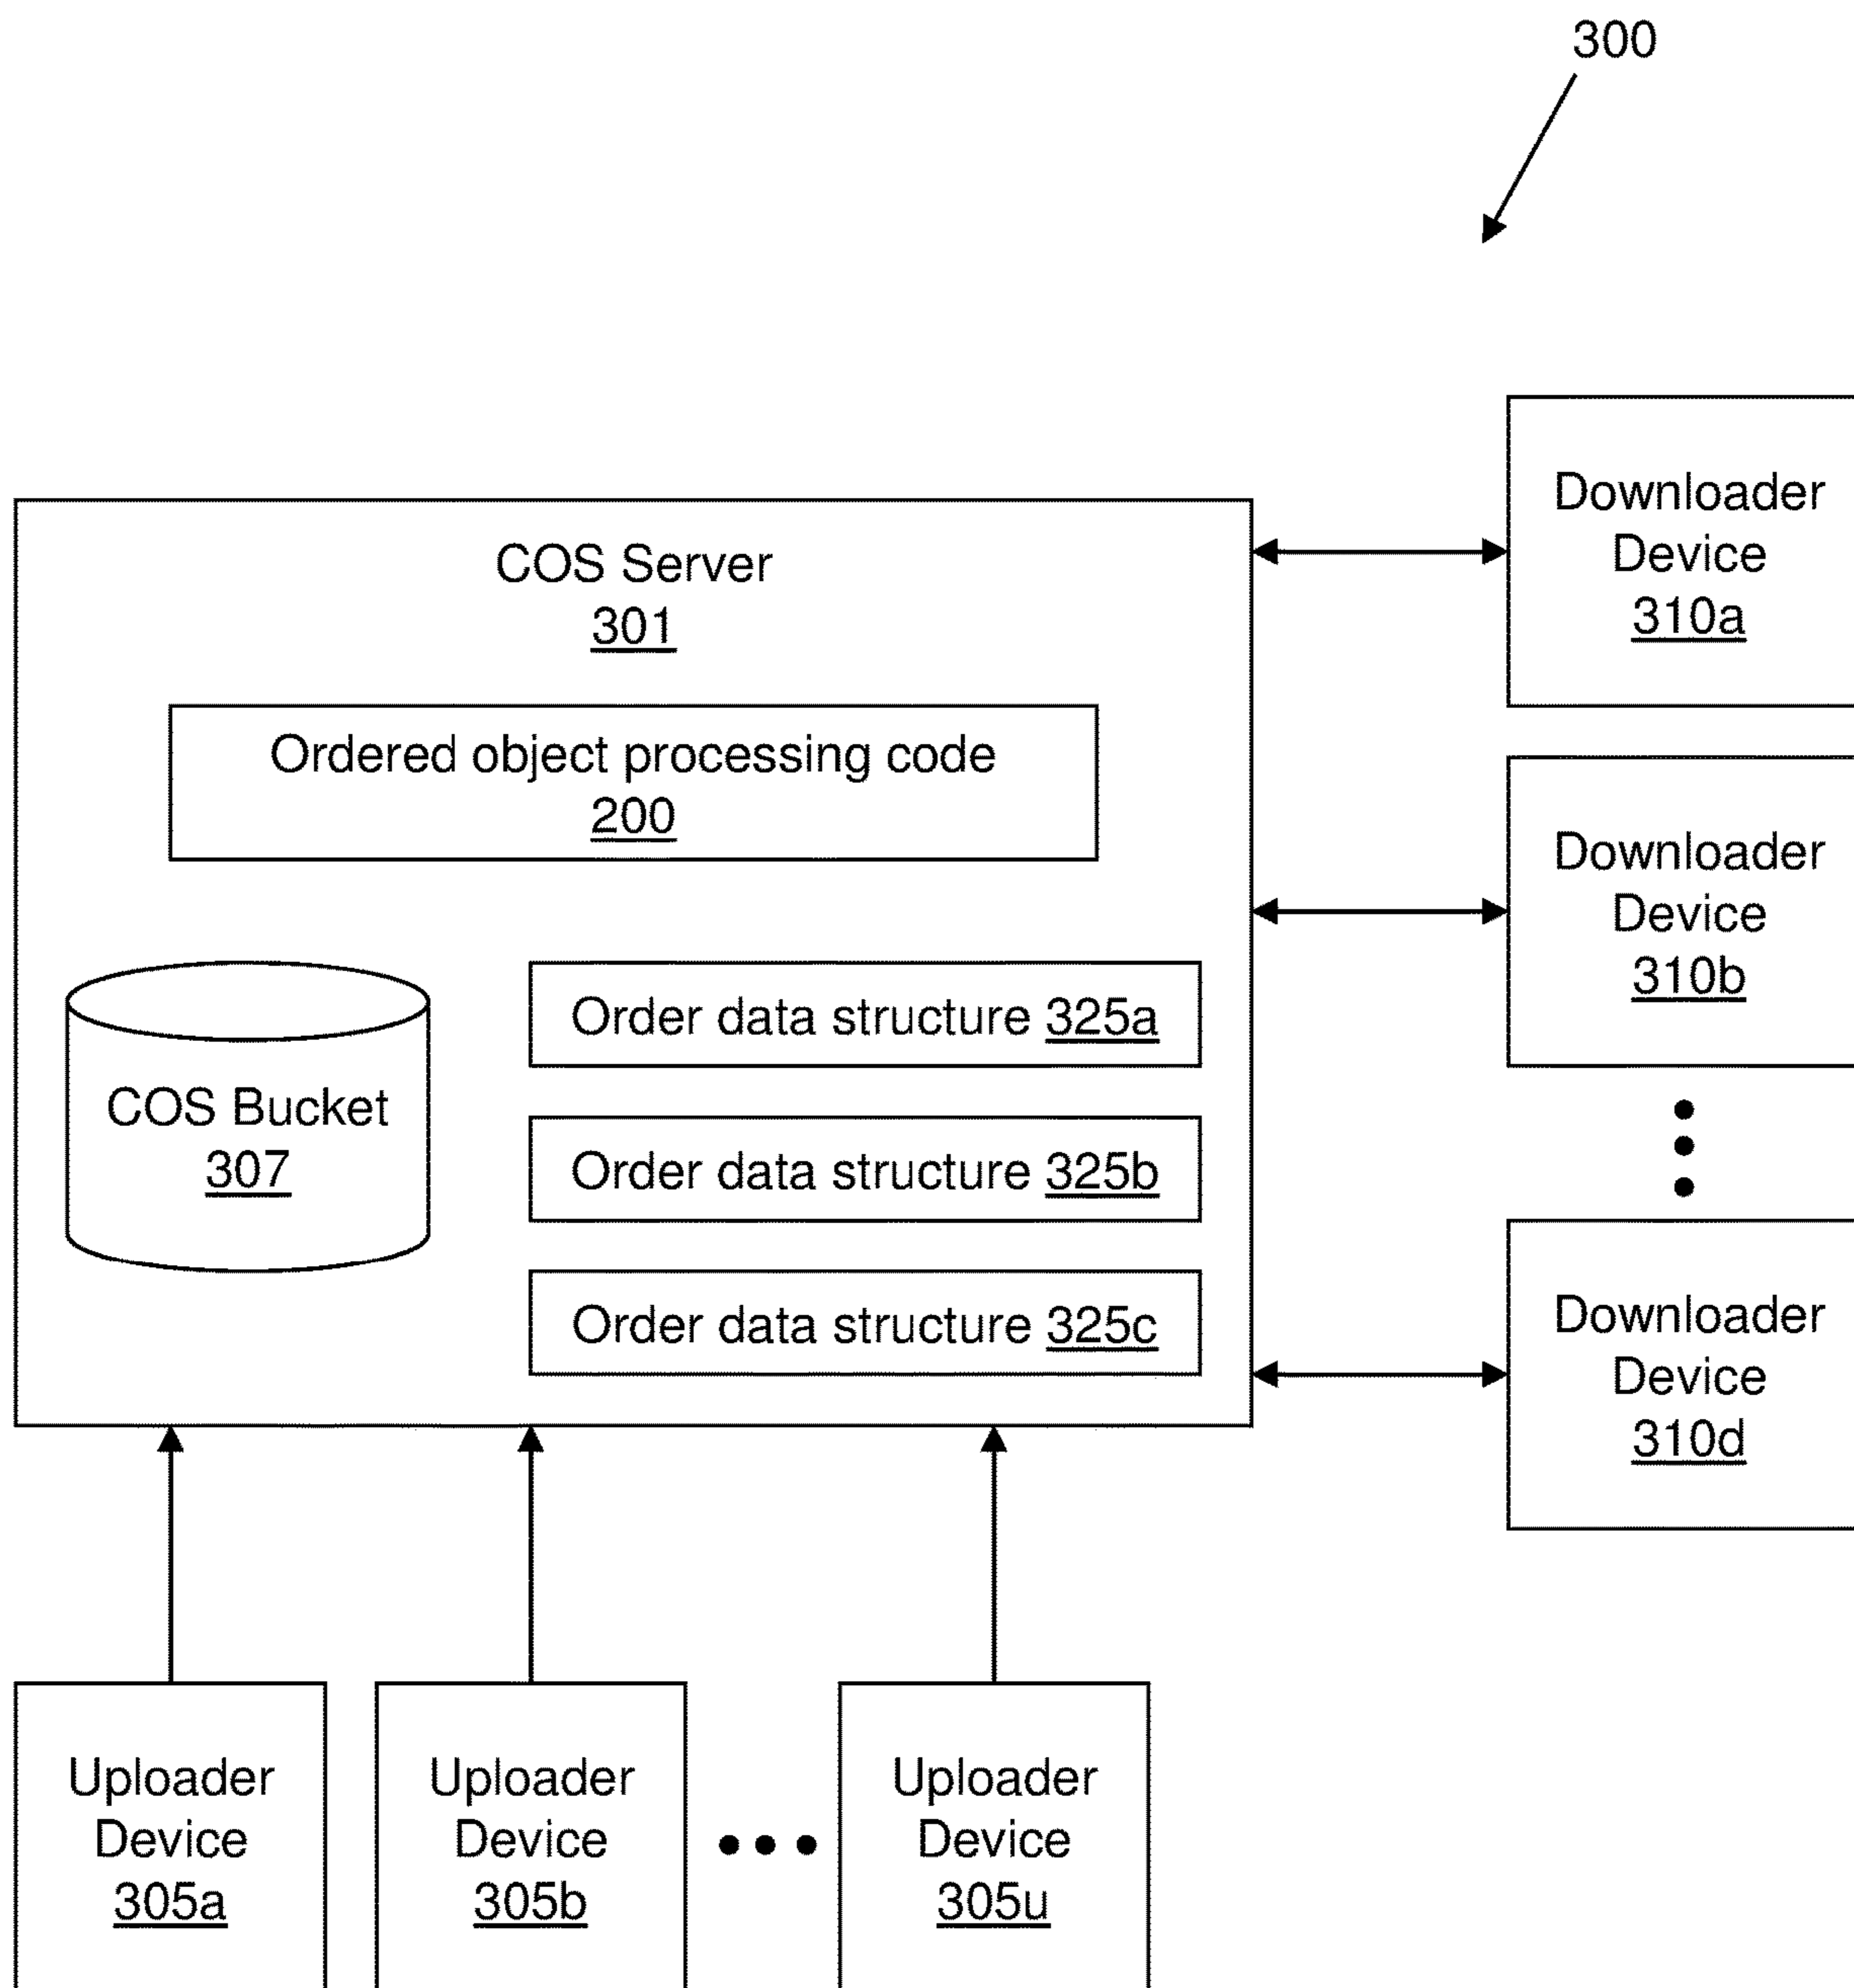 300
COS Server
301
Ordered object processing code
200
COS Bucket
307
Order data structure 325a
Order data structure 325b
Order data structure 325c
Downloader
Device
310a
Downloader
Device
310b
Downloader
Device
310d
Uploader
Device
305a
Uploader
Device
305b
Uploader
Device
305u